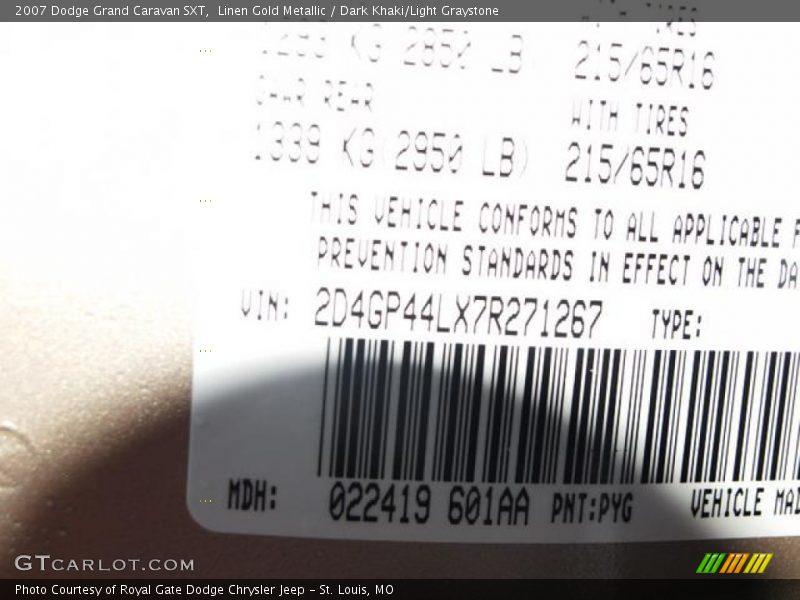 2007 Dodge Grand Caravan SXT, Linen Gold Metallic / Dark Khaki/Light Graystone
TIRES
KG 2850 LB
215/65R16
GAWR REAR
WITH TIRES
1339 KG(2950 LB)
215/65R16
THIS VEHICLE CONFORMS TO ALL APPLICABLE F
PREVENTION STANDARDS IN EFFECT ON THE DA
VIN: 2D4GP44LX7R271267 TYPE:
MDH: 022419 601AA PNT:PYG VEHICLE MAD
GTCARLOT.COM
Photo Courtesy of Royal Gate Dodge Chrysler Jeep - St. Louis, MO